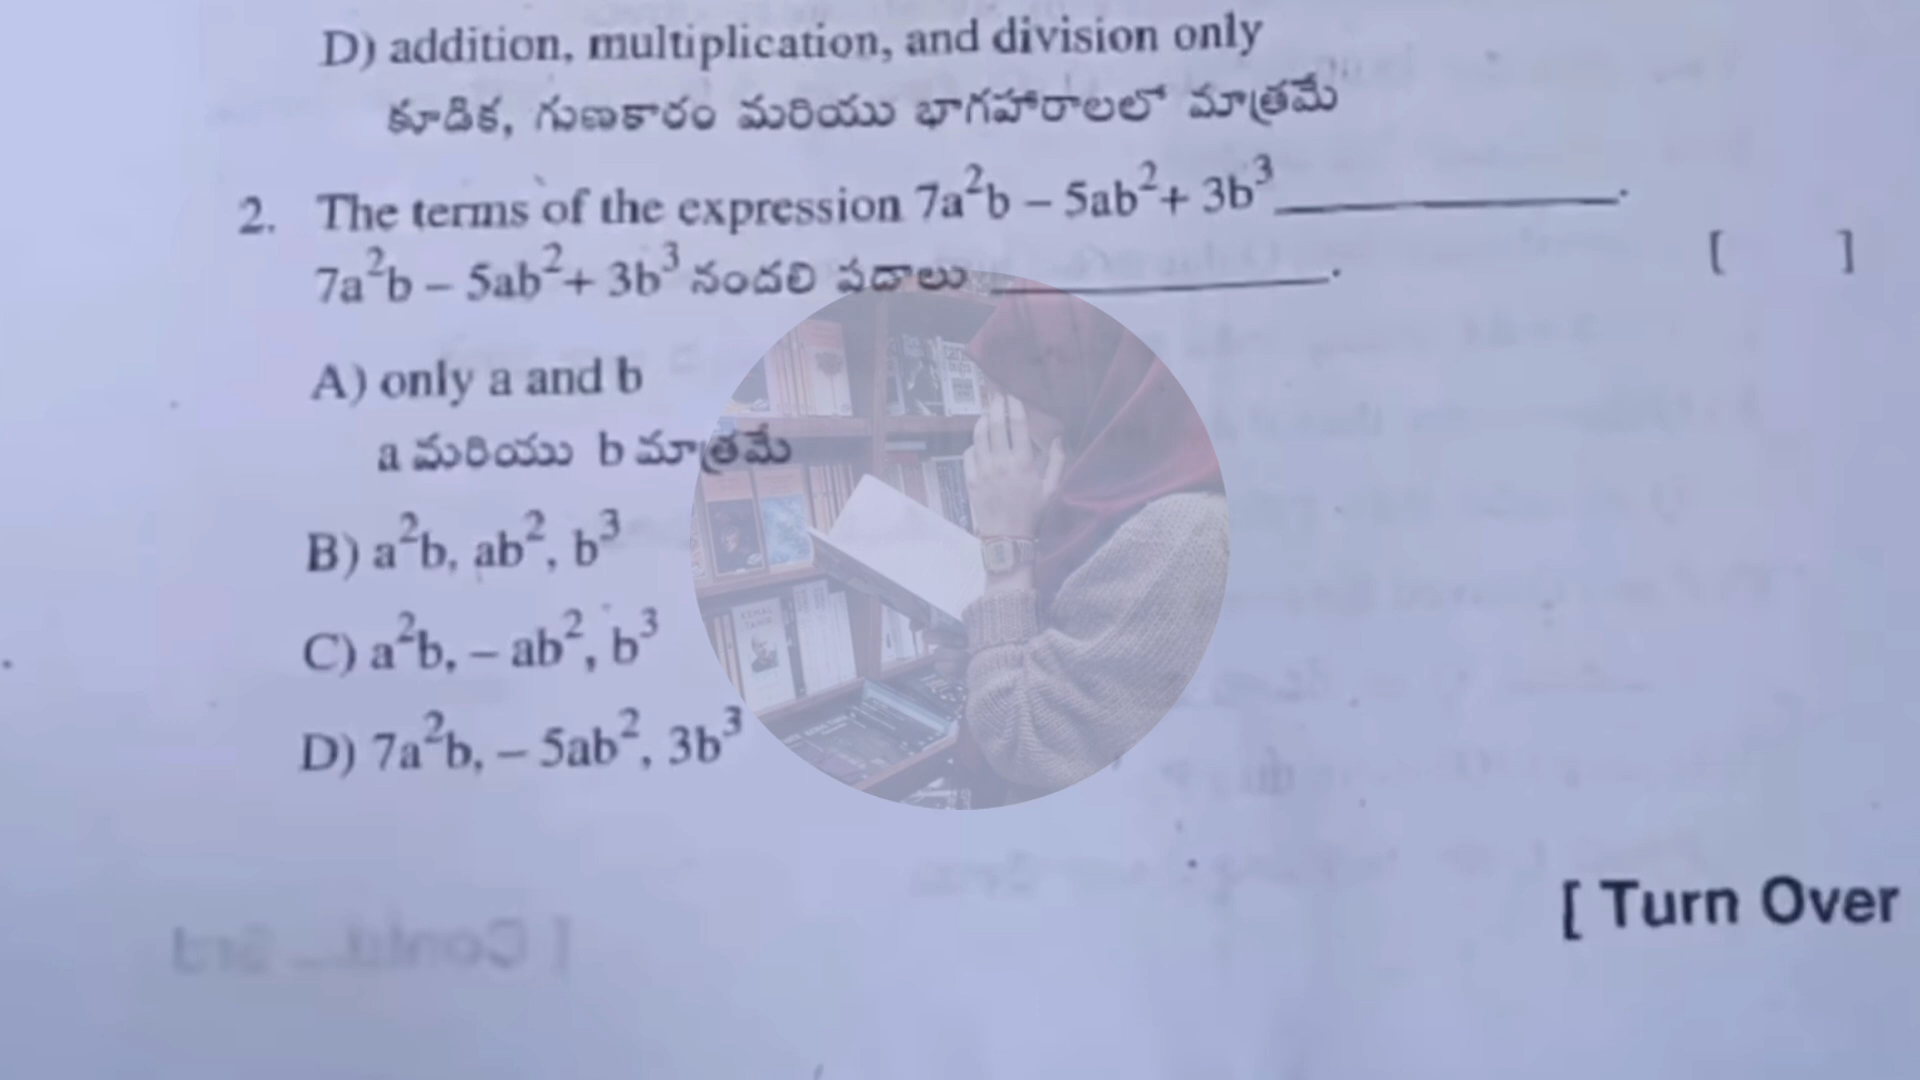 D) addition, multiplication, and division only
కూడిక, గుణకారం మరియు భాగహారాలలో మాత్రమే
2. The terms of the expression 7a²b – 5ab²+ 3b³ ____________.
[ ]
7a²b – 5ab²+ 3b³ నందలి పదాలు ____________.
A) only a and b
a మరియు b మాత్రమే
B) a²b, ab², b³
C) a²b, – ab², b³
D) 7a²b, – 5ab², 3b³
[ Turn Over